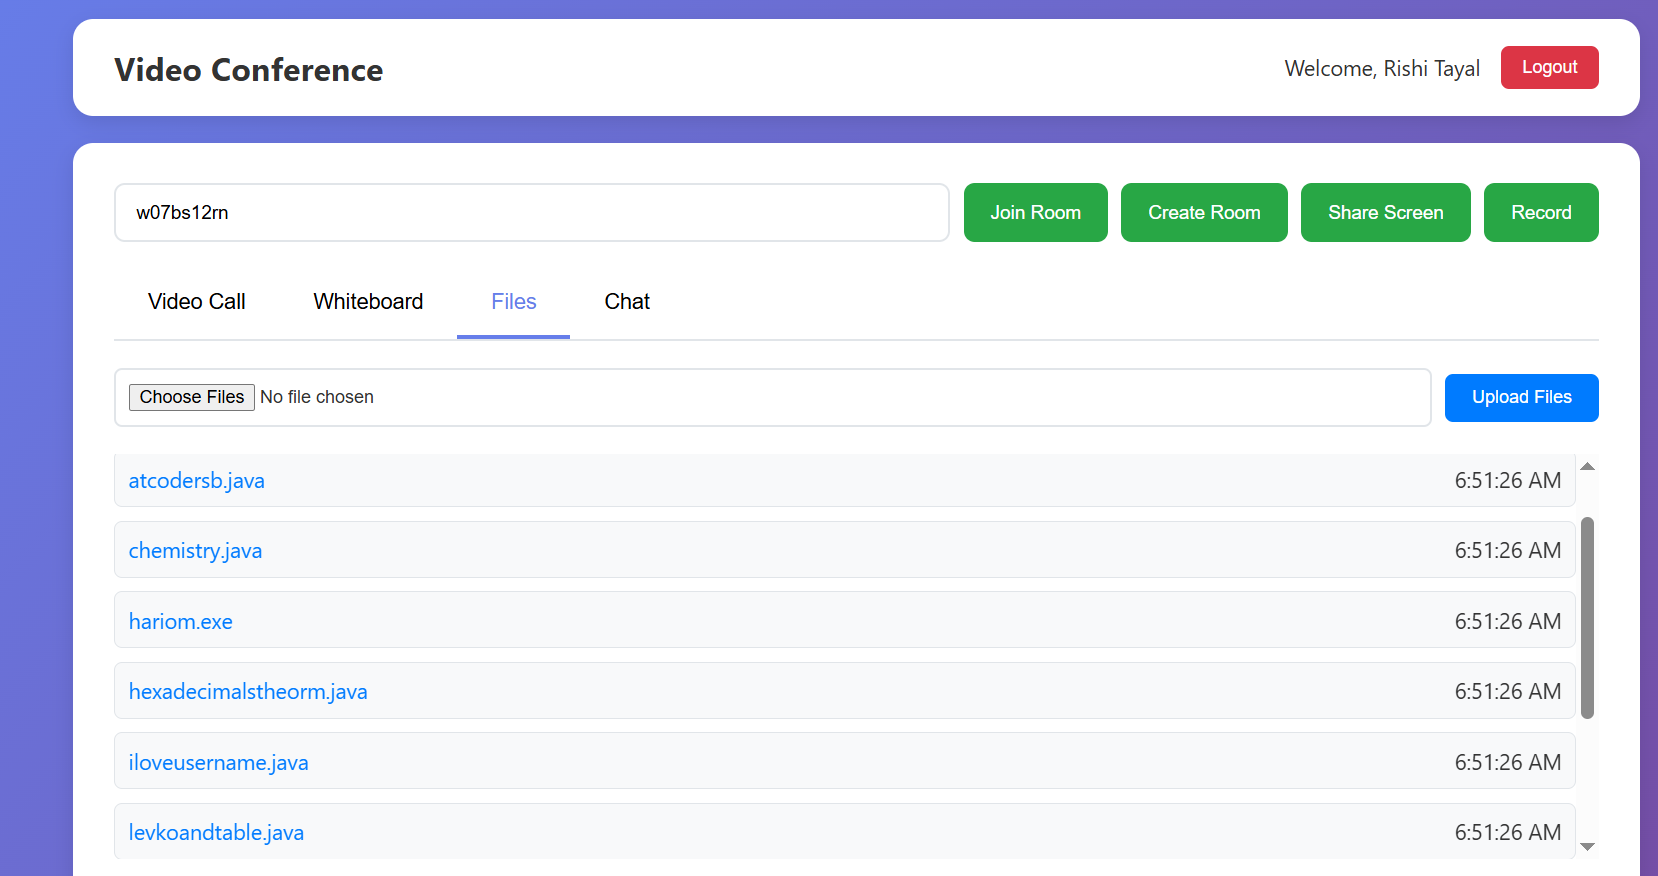 Video Conference
Welcome, Rishi Tayal
Logout
w07bs12rn
Join Room
Create Room
Share Screen
Record
Video Call
Whiteboard
Files
Chat
Choose Files No file chosen
Upload Files
atcodersb.java 6:51:26 AM
chemistry.java 6:51:26 AM
hariom.exe 6:51:26 AM
hexadecimalstheorm.java 6:51:26 AM
iloveusername.java 6:51:26 AM
levkoandtable.java 6:51:26 AM